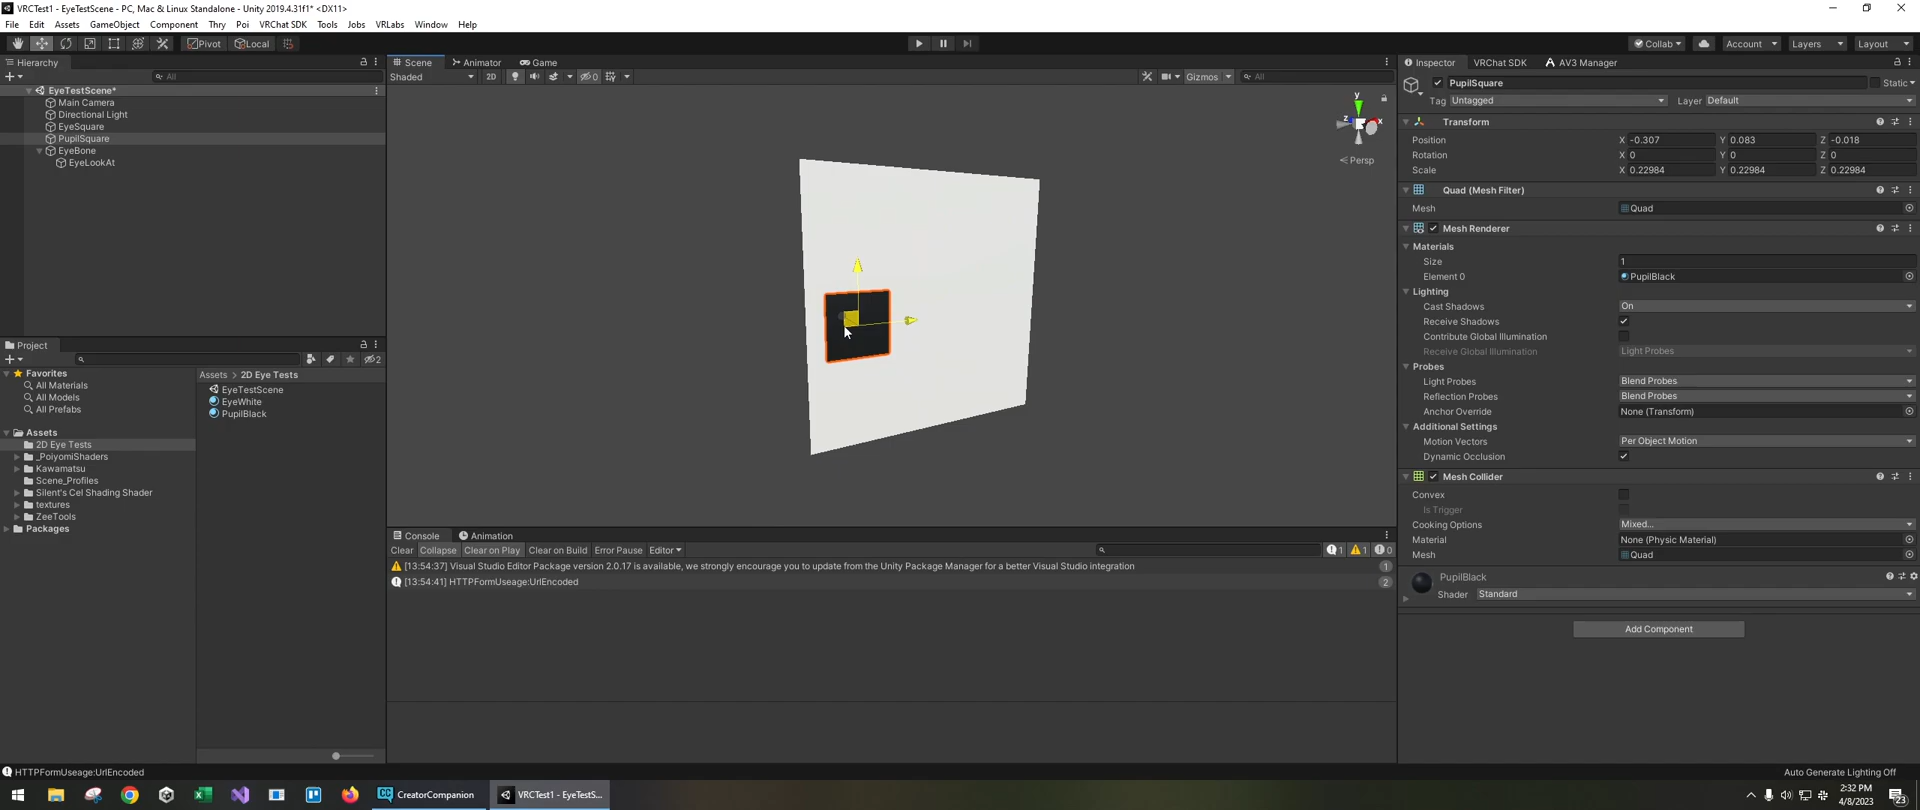 VRCTest1 - EyeTestScene - PC, Mac & Linux Standalone - Unity 2019.4.31f1* <DX11>
File Edit Assets GameObject Component Thry Poi VRChat SDK Tools Jobs VRLabs Window Help
Pivot Local Collab Account Layers Layout
Hierarchy
All
EyeTestScene*
Main Camera
Directional Light
EyeSquare
PupilSquare
EyeBone
EyeLookAt
Scene Animator Game
Shaded 2D 0 Gizmos All
y
z x
Persp
Project
2
Favorites
All Materials
All Models
All Prefabs
Assets
2D Eye Tests
_PoiyomiShaders
Kawamatsu
Scene_Profiles
Silent's Cel Shading Shader
textures
ZeeTools
Packages
Assets > 2D Eye Tests
EyeTestScene
EyeWhite
PupilBlack
Console Animation
Clear Collapse Clear on Play Clear on Build Error Pause Editor 1 1 0
[13:54:37] Visual Studio Editor Package version 2.0.17 is available, we strongly encourage you to update from the Unity Package Manager for a better Visual Studio integration 1
[13:54:41] HTTPFormUseage:UrlEncoded 2
Inspector VRChat SDK AV3 Manager
PupilSquare Static
Tag Untagged Layer Default
Transform
Position X -0.307 Y 0.083 Z -0.018
Rotation X 0 Y 0 Z 0
Scale X 0.22984 Y 0.22984 Z 0.22984
Quad (Mesh Filter)
Mesh Quad
Mesh Renderer
Materials
Size 1
Element 0 PupilBlack
Lighting
Cast Shadows On
Receive Shadows
Contribute Global Illumination
Receive Global Illumination Light Probes
Probes
Light Probes Blend Probes
Reflection Probes Blend Probes
Anchor Override None (Transform)
Additional Settings
Motion Vectors Per Object Motion
Dynamic Occlusion
Mesh Collider
Convex
Is Trigger
Cooking Options Mixed...
Material None (Physic Material)
Mesh Quad
PupilBlack
Shader Standard
Add Component
HTTPFormUseage:UrlEncoded
Auto Generate Lighting Off
CC CreatorCompanion
VRCTest1 - EyeTestS...
2:32 PM
4/8/2023
23